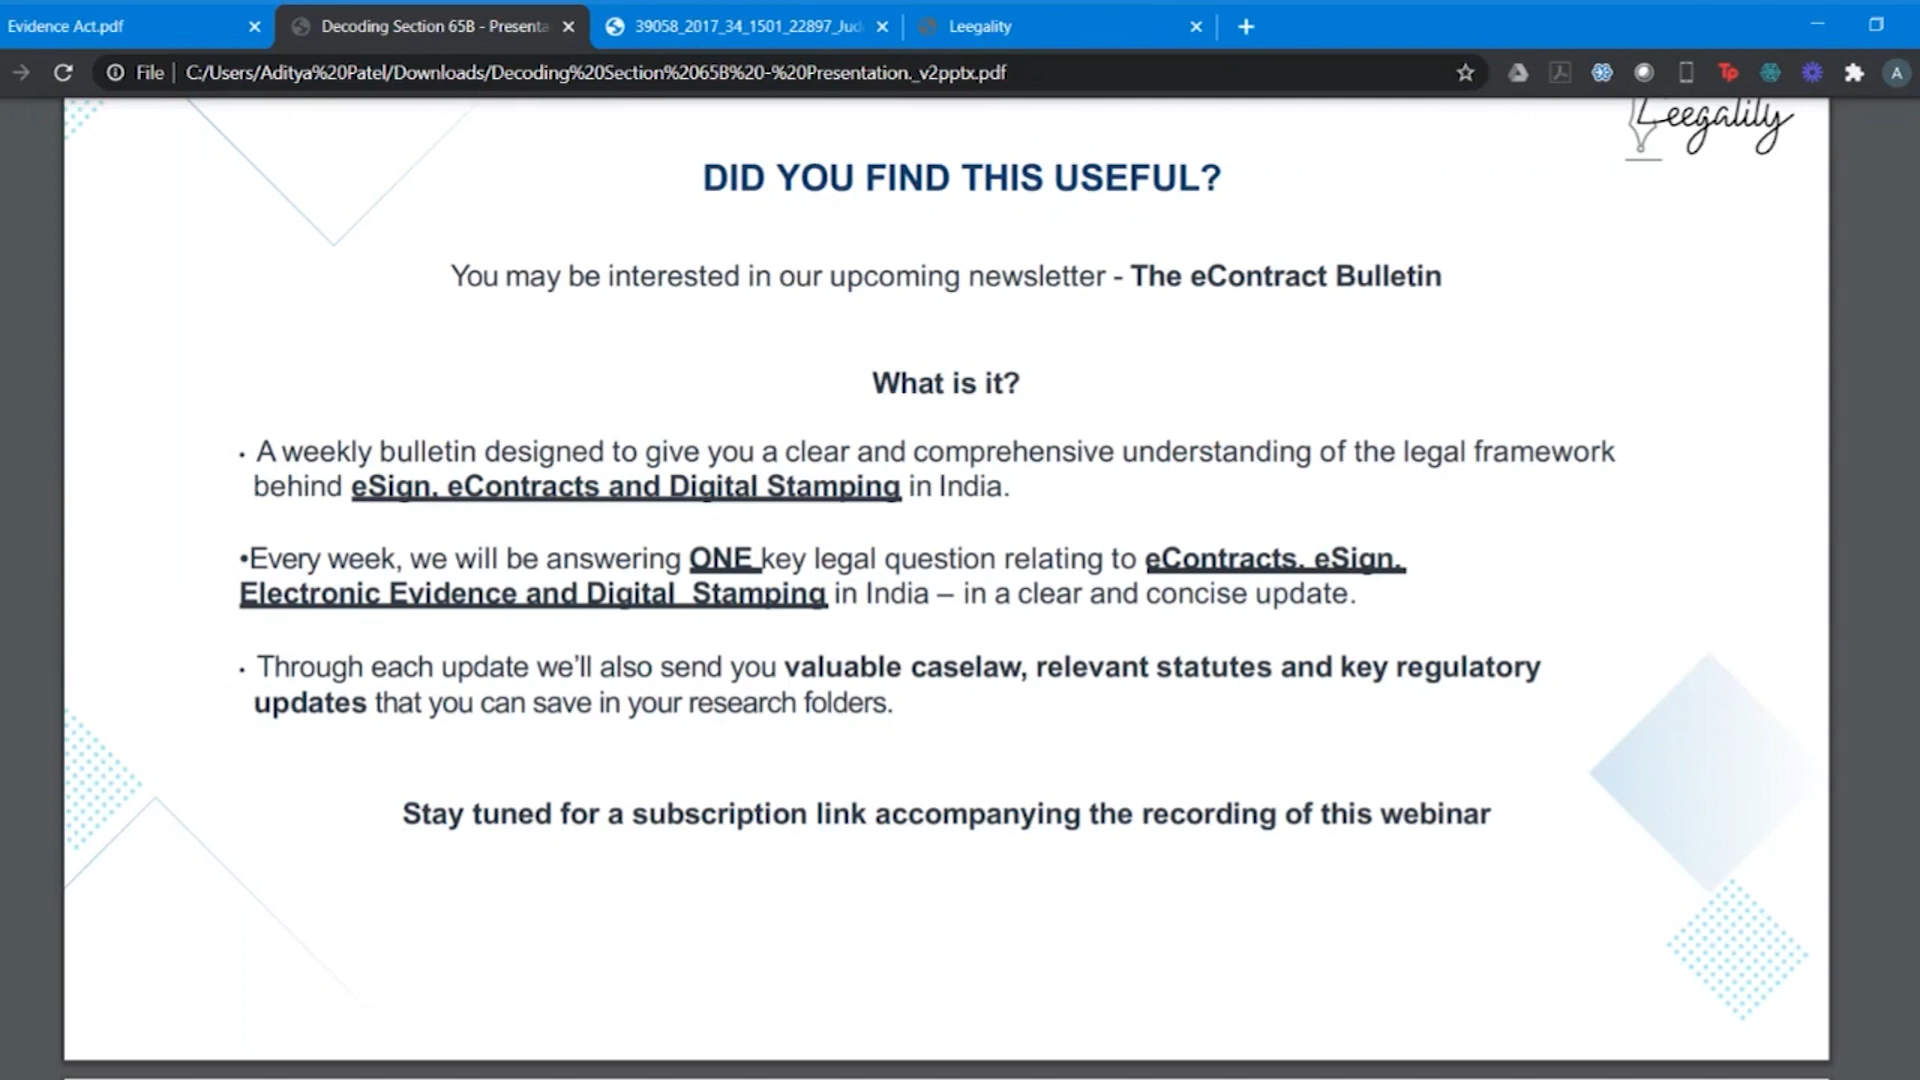 Evidence Act.pdf
Decoding Section 65B - Presenta
39058_2017_34_1501_22897_Jud
Leegality
File
C:/Users/Aditya%20Patel/Downloads/Decoding%20Section%2065B%20-%20Presentation._v2pptx.pdf
Tp
A
Leegality
DID YOU FIND THIS USEFUL?
You may be interested in our upcoming newsletter - The eContract Bulletin
What is it?
• A weekly bulletin designed to give you a clear and comprehensive understanding of the legal framework
behind eSign, eContracts and Digital Stamping in India.
•Every week, we will be answering ONE key legal question relating to eContracts, eSign,
Electronic Evidence and Digital Stamping in India – in a clear and concise update.
• Through each update we'll also send you valuable caselaw, relevant statutes and key regulatory
updates that you can save in your research folders.
Stay tuned for a subscription link accompanying the recording of this webinar